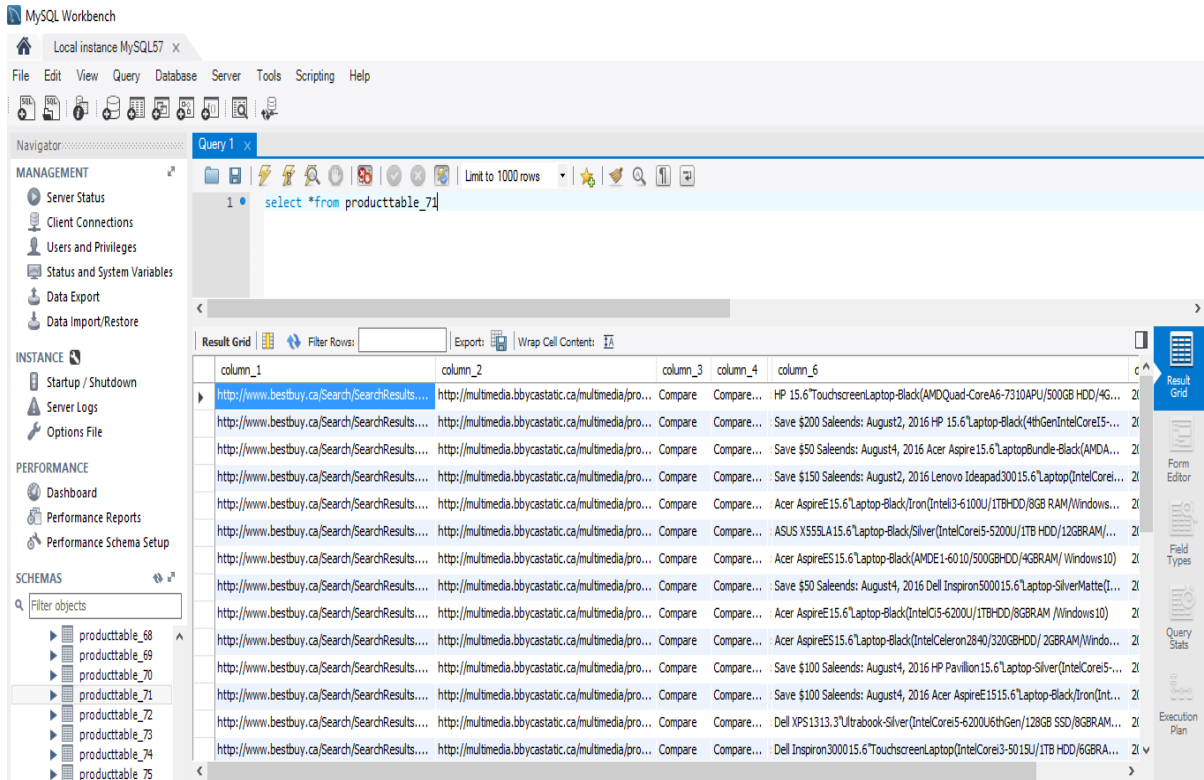 MySQL Workbench
Local instance MySQL57 x
File Edit View Query Database Server Tools Scripting Help
Navigator
MANAGEMENT
Server Status
Client Connections
Users and Privileges
Status and System Variables
Data Export
Data Import/Restore
INSTANCE
Startup / Shutdown
Server Logs
Options File
PERFORMANCE
Dashboard
Performance Reports
Performance Schema Setup
SCHEMAS
Filter objects
producttable_68
producttable_69
producttable_70
producttable_71
producttable_72
producttable_73
producttable_74
producttable_75
Query 1 x
Limit to 1000 rows
1 select *from producttable_71
Result Grid Filter Rows: Export: Wrap Cell Content:
column_1 column_2 column_3 column_4 column_6 c
http://www.bestbuy.ca/Search/SearchResults.... http://multimedia.bbycastatic.ca/multimedia/pro... Compare Compare... : HP 15.6"TouchscreenLaptop-Black(AMDQuad-CoreA6-7310APU/500GB HDD/4G... 20
http://www.bestbuy.ca/Search/SearchResults.... http://multimedia.bbycastatic.ca/multimedia/pro... Compare Compare... : Save $200 Saleends: August2, 2016 HP 15.6"Laptop-Black(4thGenIntelCoreI5-... 20
http://www.bestbuy.ca/Search/SearchResults.... http://multimedia.bbycastatic.ca/multimedia/pro... Compare Compare... : Save $50 Saleends: August4, 2016 Acer Aspire15.6"LaptopBundle-Black(AMDA... 20
http://www.bestbuy.ca/Search/SearchResults.... http://multimedia.bbycastatic.ca/multimedia/pro... Compare Compare... : Save $150 Saleends: August2, 2016 Lenovo Ideapad30015.6"Laptop(IntelCorei... 20
http://www.bestbuy.ca/Search/SearchResults.... http://multimedia.bbycastatic.ca/multimedia/pro... Compare Compare... : Acer AspireE15.6"Laptop-Black/Iron(Inteli3-6100U/1TBHDD/8GB RAM/Windows... 20
http://www.bestbuy.ca/Search/SearchResults.... http://multimedia.bbycastatic.ca/multimedia/pro... Compare Compare... : ASUS X555LA15.6"Laptop-Black/Silver(IntelCorei5-5200U/1TB HDD/12GBRAM/... 20
http://www.bestbuy.ca/Search/SearchResults.... http://multimedia.bbycastatic.ca/multimedia/pro... Compare Compare... : Acer AspireES15.6"Laptop-Black(AMDE1-6010/500GBHDD/4GBRAM/ Windows10) 20
http://www.bestbuy.ca/Search/SearchResults.... http://multimedia.bbycastatic.ca/multimedia/pro... Compare Compare... : Save $50 Saleends: August4, 2016 Dell Inspiron500015.6"Laptop-SilverMatte(I... 20
http://www.bestbuy.ca/Search/SearchResults.... http://multimedia.bbycastatic.ca/multimedia/pro... Compare Compare... : Acer AspireE15.6"Laptop-Black(IntelCi5-6200U/1TBHDD/8GBRAM /Windows10) 20
http://www.bestbuy.ca/Search/SearchResults.... http://multimedia.bbycastatic.ca/multimedia/pro... Compare Compare... : Acer AspireES15.6"Laptop-Black(IntelCeleron2840/320GBHDD/ 2GBRAM/Windo... 20
http://www.bestbuy.ca/Search/SearchResults.... http://multimedia.bbycastatic.ca/multimedia/pro... Compare Compare... : Save $100 Saleends: August4, 2016 HP Pavillion15.6"Laptop-Silver(IntelCorei5-... 20
http://www.bestbuy.ca/Search/SearchResults.... http://multimedia.bbycastatic.ca/multimedia/pro... Compare Compare... : Save $100 Saleends: August4, 2016 Acer AspireE1515.6"Laptop-Black/Iron(Int... 20
http://www.bestbuy.ca/Search/SearchResults.... http://multimedia.bbycastatic.ca/multimedia/pro... Compare Compare... : Dell XPS1313.3"Ultrabook-Silver(IntelCorei5-6200U6thGen/128GB SSD/8GBRAM... 20
http://www.bestbuy.ca/Search/SearchResults.... http://multimedia.bbycastatic.ca/multimedia/pro... Compare Compare... : Dell Inspiron300015.6"TouchscreenLaptop(IntelCorei3-5015U/1TB HDD/6GBRA... 20
Result
Grid
Form
Editor
Field
Types
Query
Stats
Execution
Plan